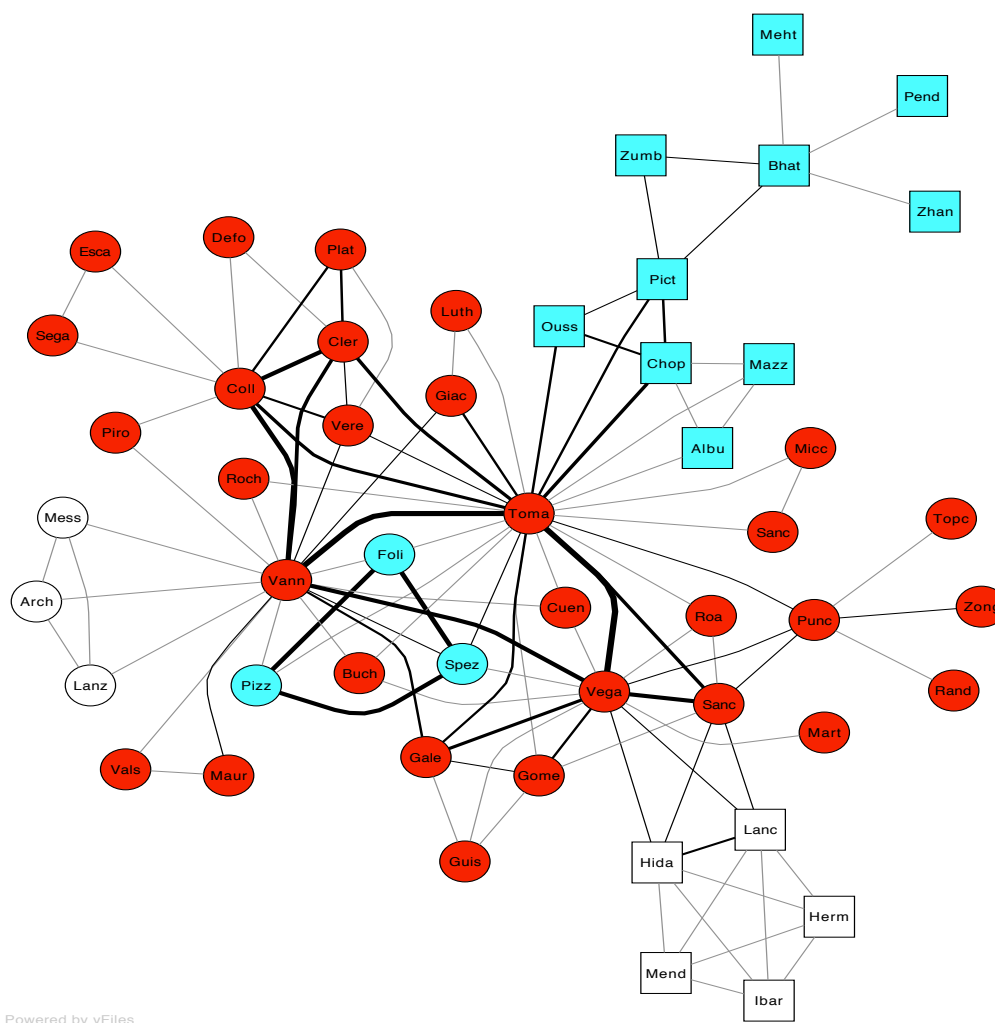 Meht
Pend
Zumb
Bhat
Zhan
Defo
Plat
Esca
Pict
Luth
Ouss
Sega
Cler
Chop
Mazz
Coll
Giac
Vere
Piro
Albu
Micc
Roch
Toma
Mess
Topc
Sanc
Foli
Vann
Arch
Cuen
Zong
Roa
Punc
Spez
Buch
Lanz
Pizz
Vega
Rand
Sanc
Mart
Gale
Vals
Maur
Gome
Lanc
Guis
Hida
Herm
Mend
Ibar
Powered by yFiles